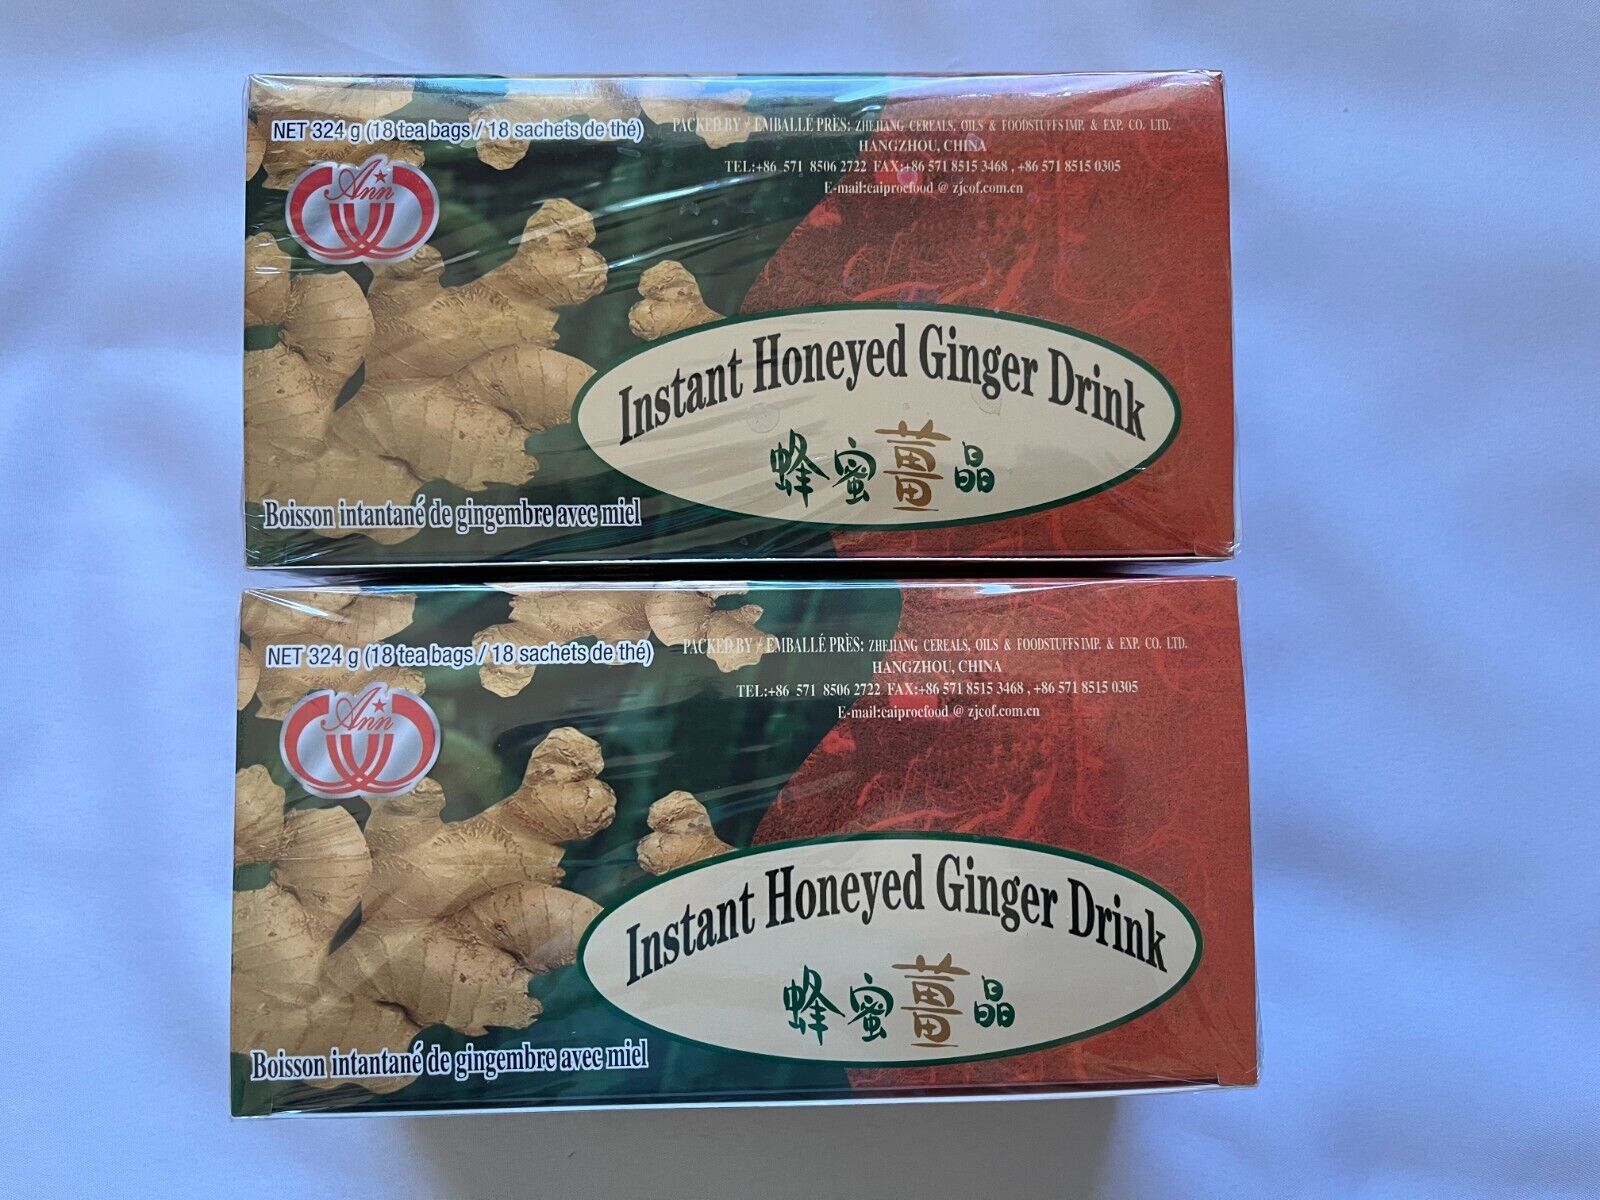 NET 324 g (18 tea bags / 18 sachets de thé)
PACKED BY / EMBALLÉ PRÈS: ZHEJIANG CEREALS, OILS & FOODSTUFFS IMP. & EXP. CO. LTD.
HANGZHOU, CHINA
TEL:+86 571 8506 2722 FAX:+86 571 8515 3468 , +86 571 8515 0305
E-mail:caiprocfood @ zjcof.com.cn
Ann
Instant Honeyed Ginger Drink
蜂蜜薑晶
Boisson intantané de gingembre avec miel
NET 324 g (18 tea bags / 18 sachets de thé)
PACKED BY / EMBALLÉ PRÈS: ZHEJIANG CEREALS, OILS & FOODSTUFFS IMP. & EXP. CO. LTD.
HANGZHOU, CHINA
TEL:+86 571 8506 2722 FAX:+86 571 8515 3468 , +86 571 8515 0305
E-mail:caiprocfood @ zjcof.com.cn
Ann
Instant Honeyed Ginger Drink
蜂蜜薑晶
Boisson intantané de gingembre avec miel